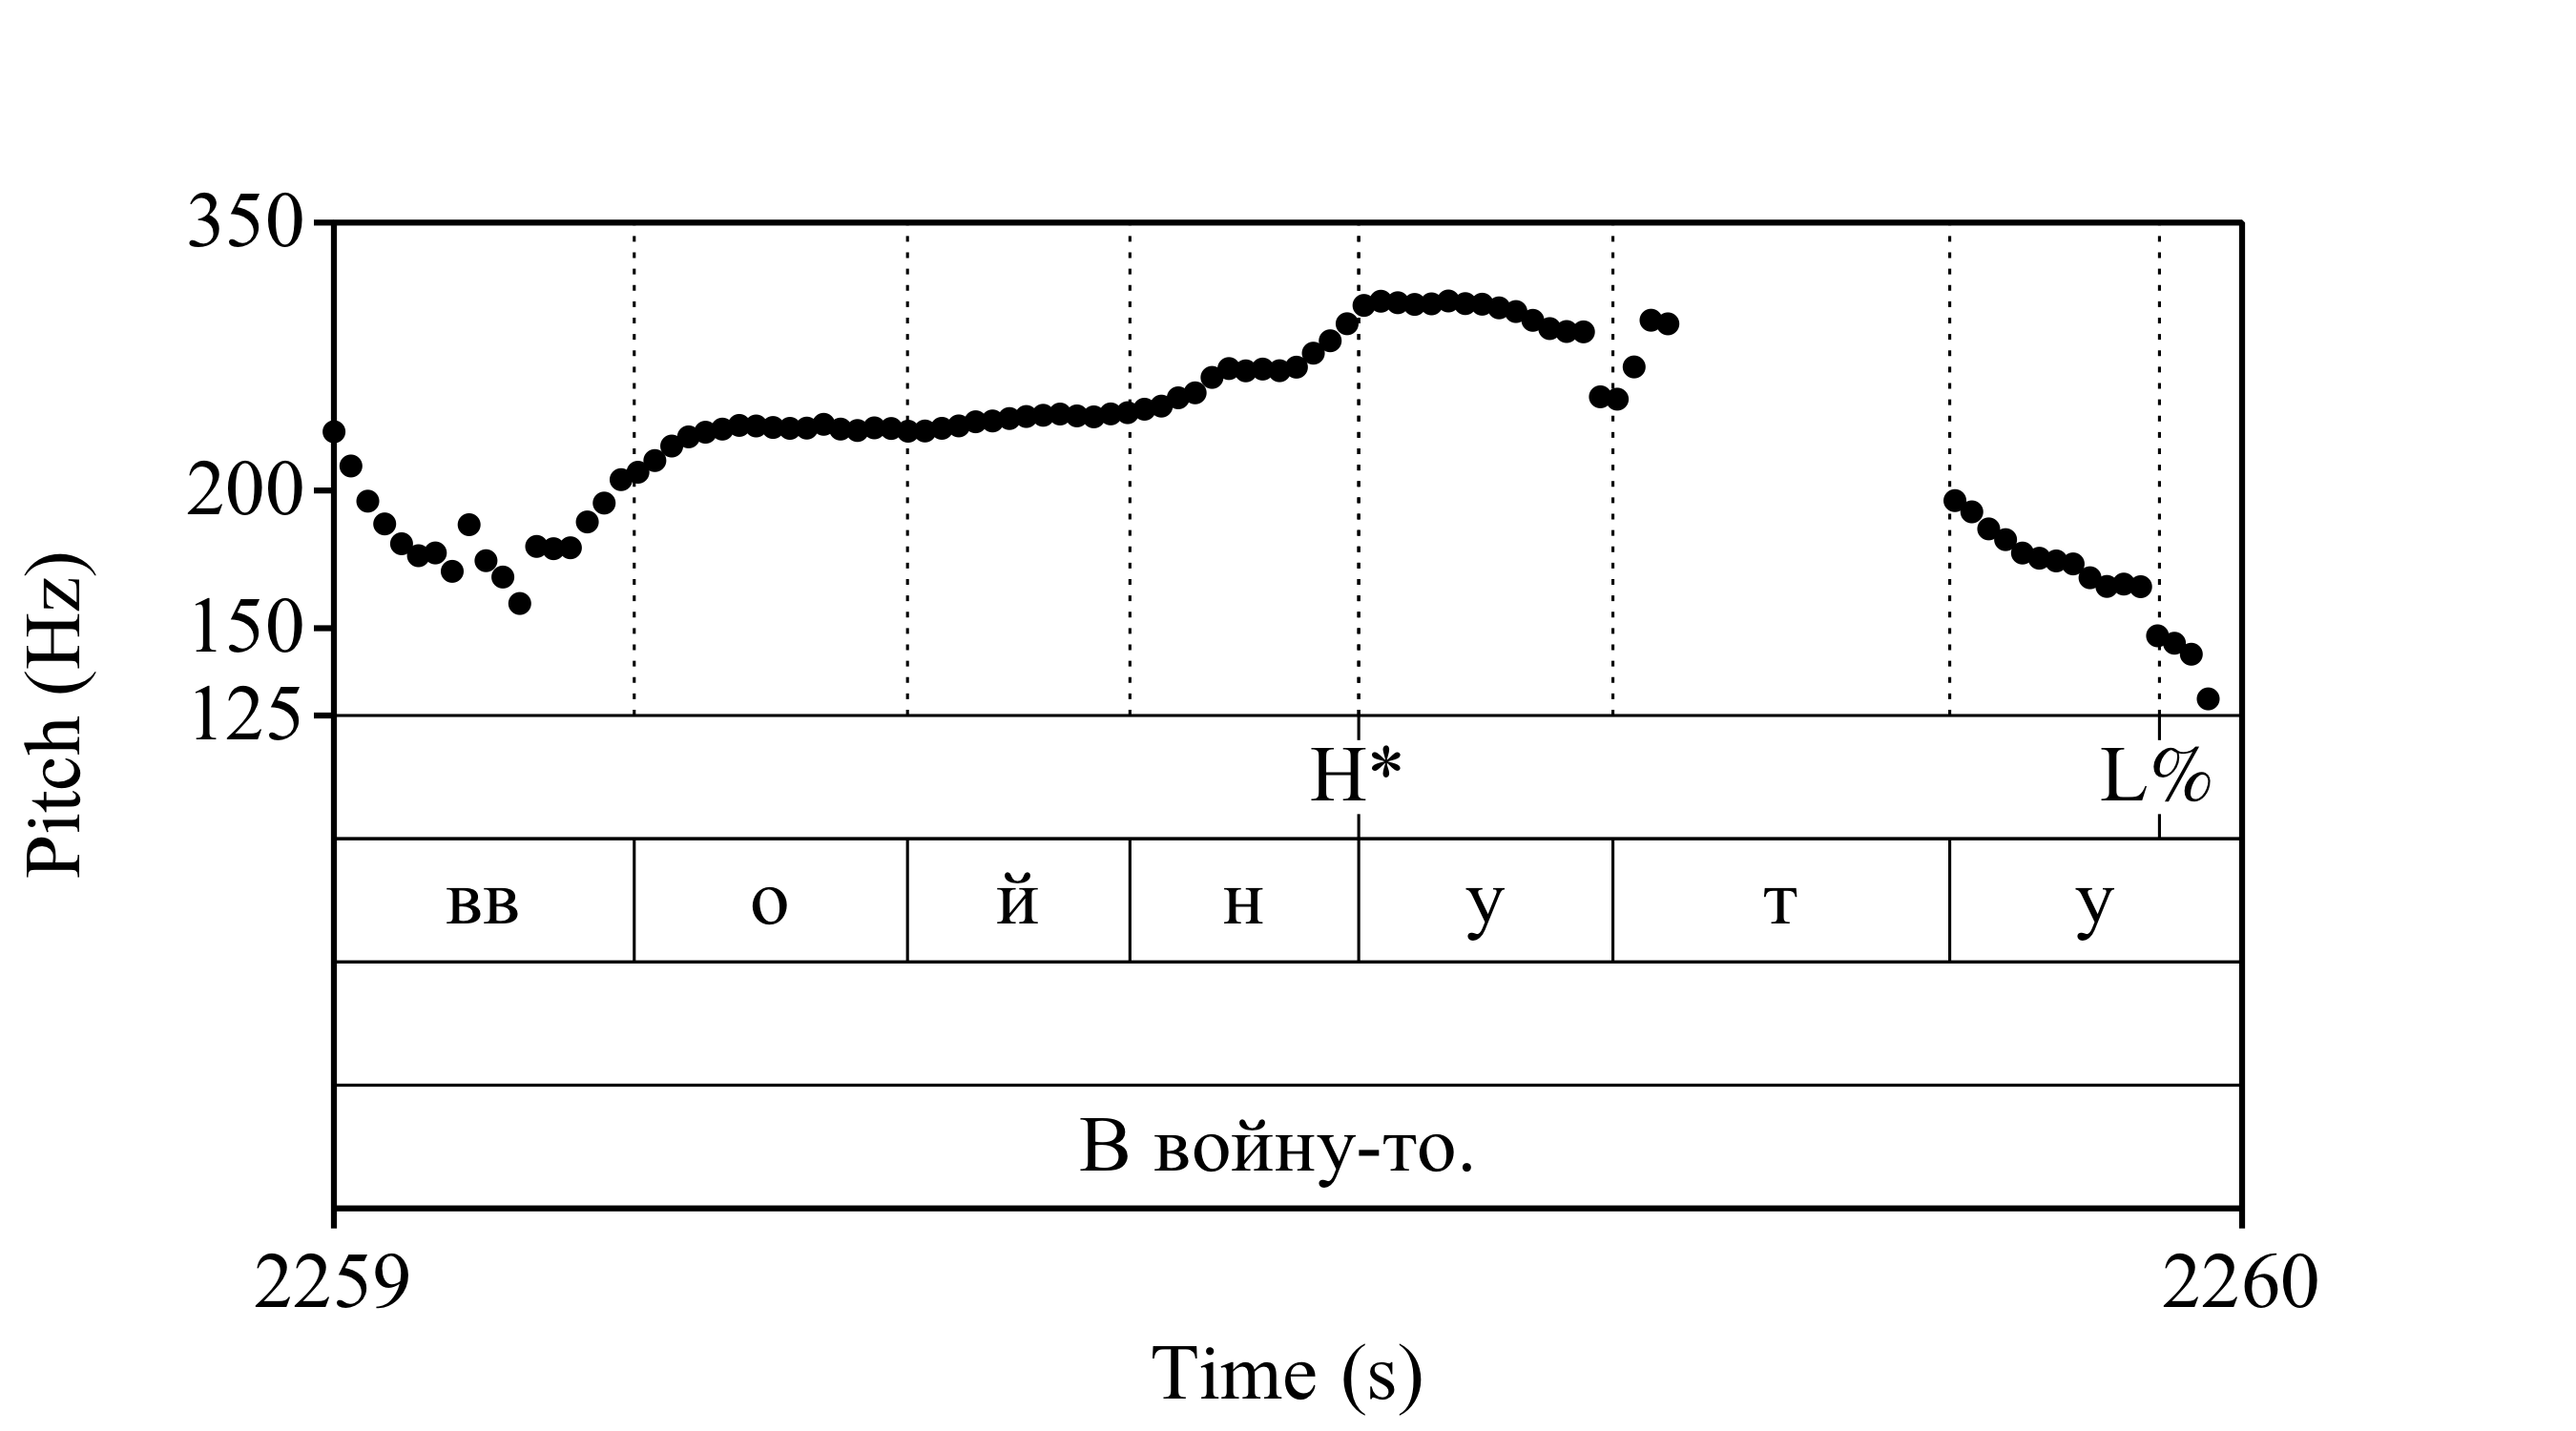 350
200
150
125
Pitch (Hz)
H* L%
вв о й н у т у
В войну-то.
2259 2260
Time (s)